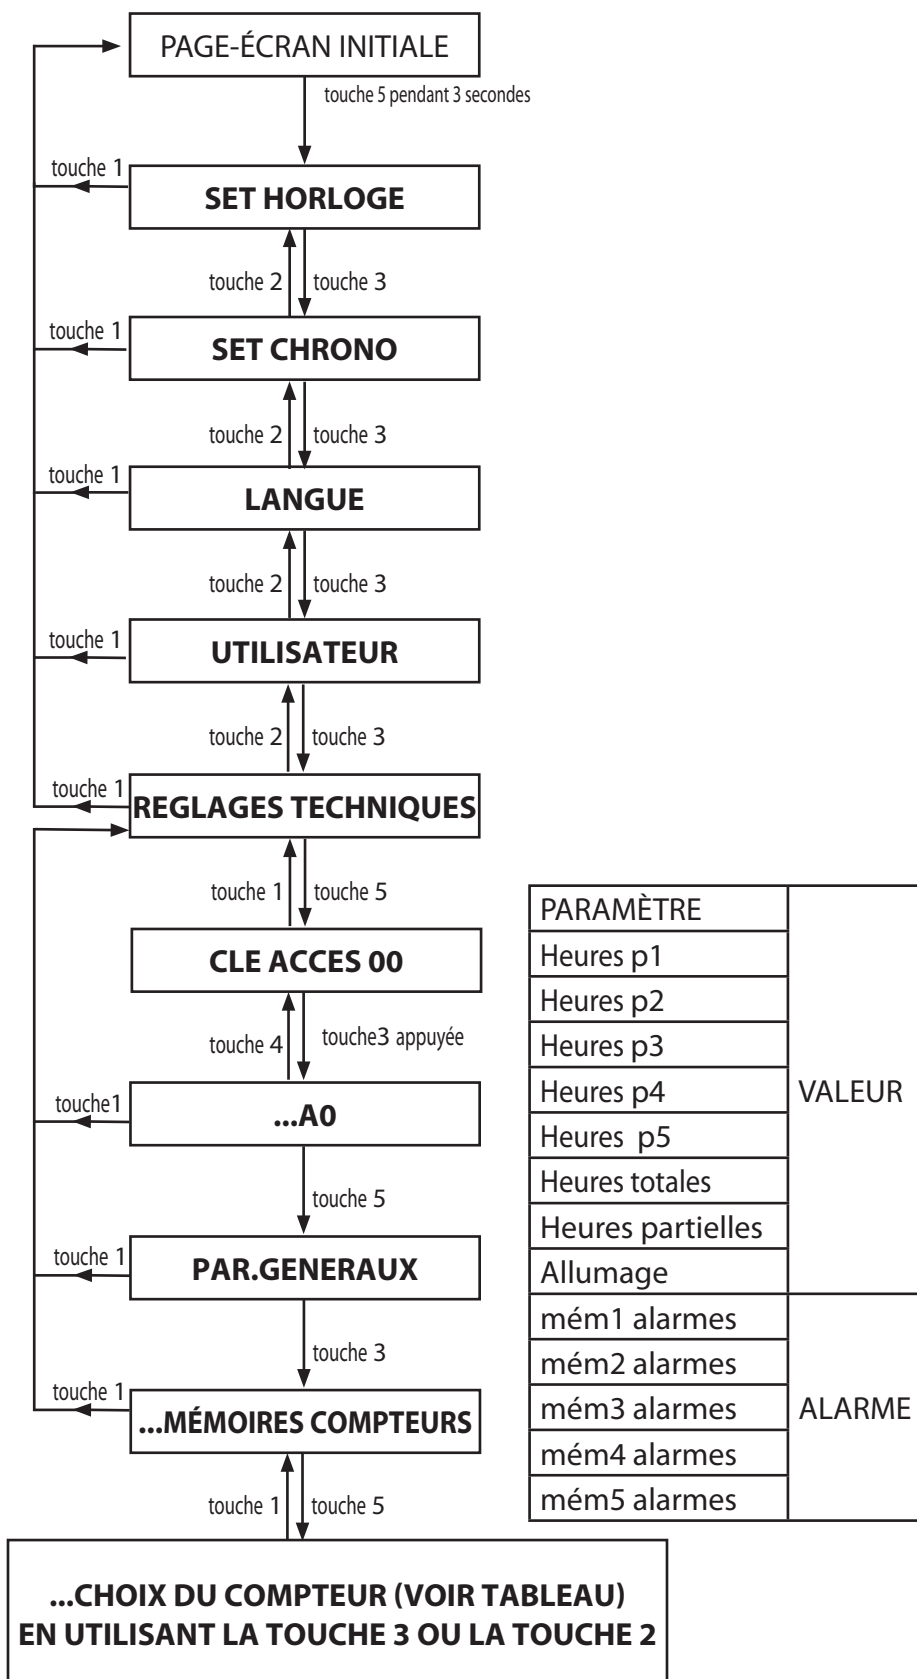 PAGE-ÉCRAN INITIALE
touche 5 pendant 3 secondes
touche 1
SET HORLOGE
touche 2 touche 3
touche 1
SET CHRONO
touche 2 touche 3
touche 1
LANGUE
touche 2 touche 3
touche 1
UTILISATEUR
touche 2 touche 3
touche 1
REGLAGES TECHNIQUES
touche 1 touche 5
CLE ACCES 00
touche 4 touche3 appuyée
touche1
...A0
touche 5
touche 1
PAR.GENERAUX
touche 3
touche 1
...MÉMOIRES COMPTEURS
touche 1 touche 5
...CHOIX DU COMPTEUR (VOIR TABLEAU)
EN UTILISANT LA TOUCHE 3 OU LA TOUCHE 2
PARAMÈTRE
Heures p1
Heures p2
Heures p3
Heures p4
Heures p5
Heures totales
Heures partielles
Allumage
VALEUR
mém1 alarmes
mém2 alarmes
mém3 alarmes
mém4 alarmes
mém5 alarmes
ALARME